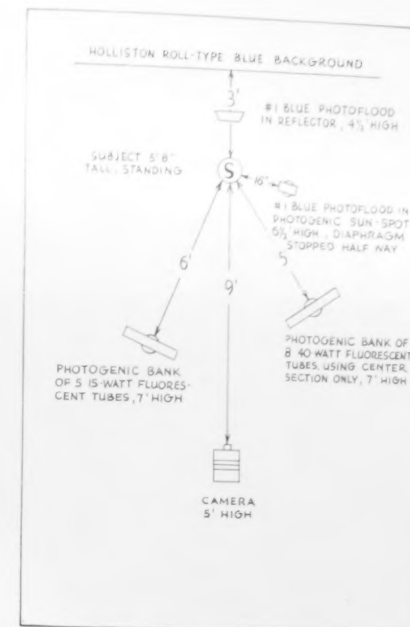 HOLLISTON ROLL-TYPE BLUE BACKGROUND
3'
#1 BLUE PHOTOFLOOD
IN REFLECTOR, 4½' HIGH
SUBJECT 5'8"
TALL, STANDING
S
16"
#1 BLUE PHOTOFLOOD IN
PHOTOGENIC SUN-SPOT
HIGH, DIAPHRAGM
STOPPED HALF WAY
6'
9'
5
PHOTOGENIC BANK
OF 5 15-WATT FLUORES-
CENT TUBES, 7' HIGH
PHOTOGENIC BANK OF
8 40-WATT FLUORESCENT
TUBES, USING CENTER
SECTION ONLY, 7' HIGH
CAMERA
5' HIGH